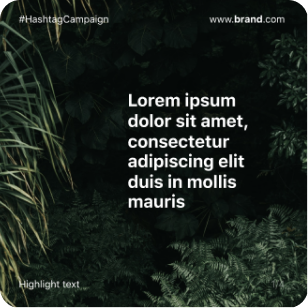 #HashtagCampaign
www.brand.com
Lorem ipsum
dolor sit amet,
consectetur
adipiscing elit
duis in mollis
mauris
Highlight text